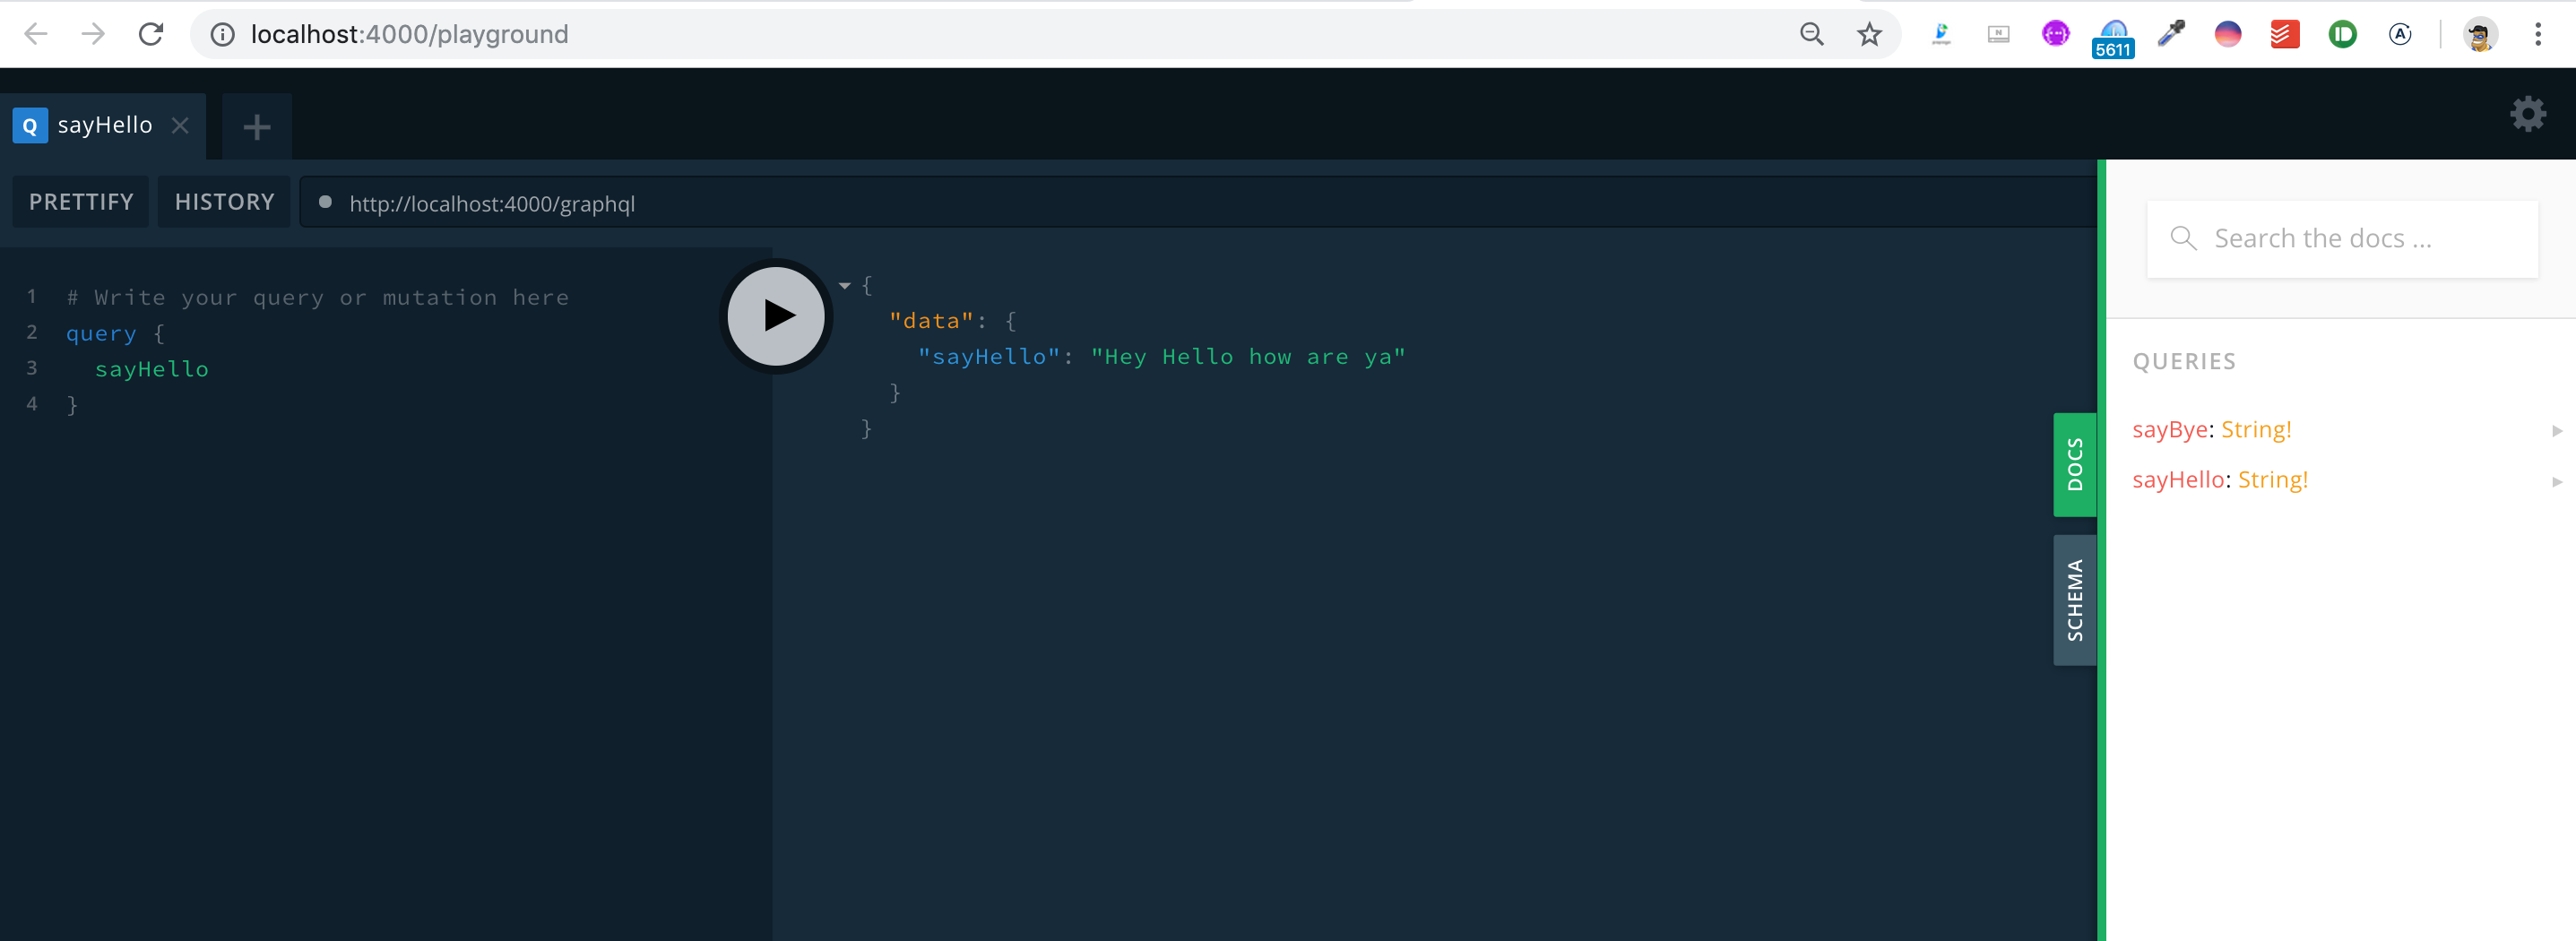 localhost:4000/playground
5611
Q sayHello
PRETTIFY HISTORY http://localhost:4000/graphql
1 # Write your query or mutation here
2 query {
3 sayHello
4 }
{
"data": {
"sayHello": "Hey Hello how are ya"
}
}
DOCS
SCHEMA
Search the docs ...
QUERIES
sayBye: String!
sayHello: String!